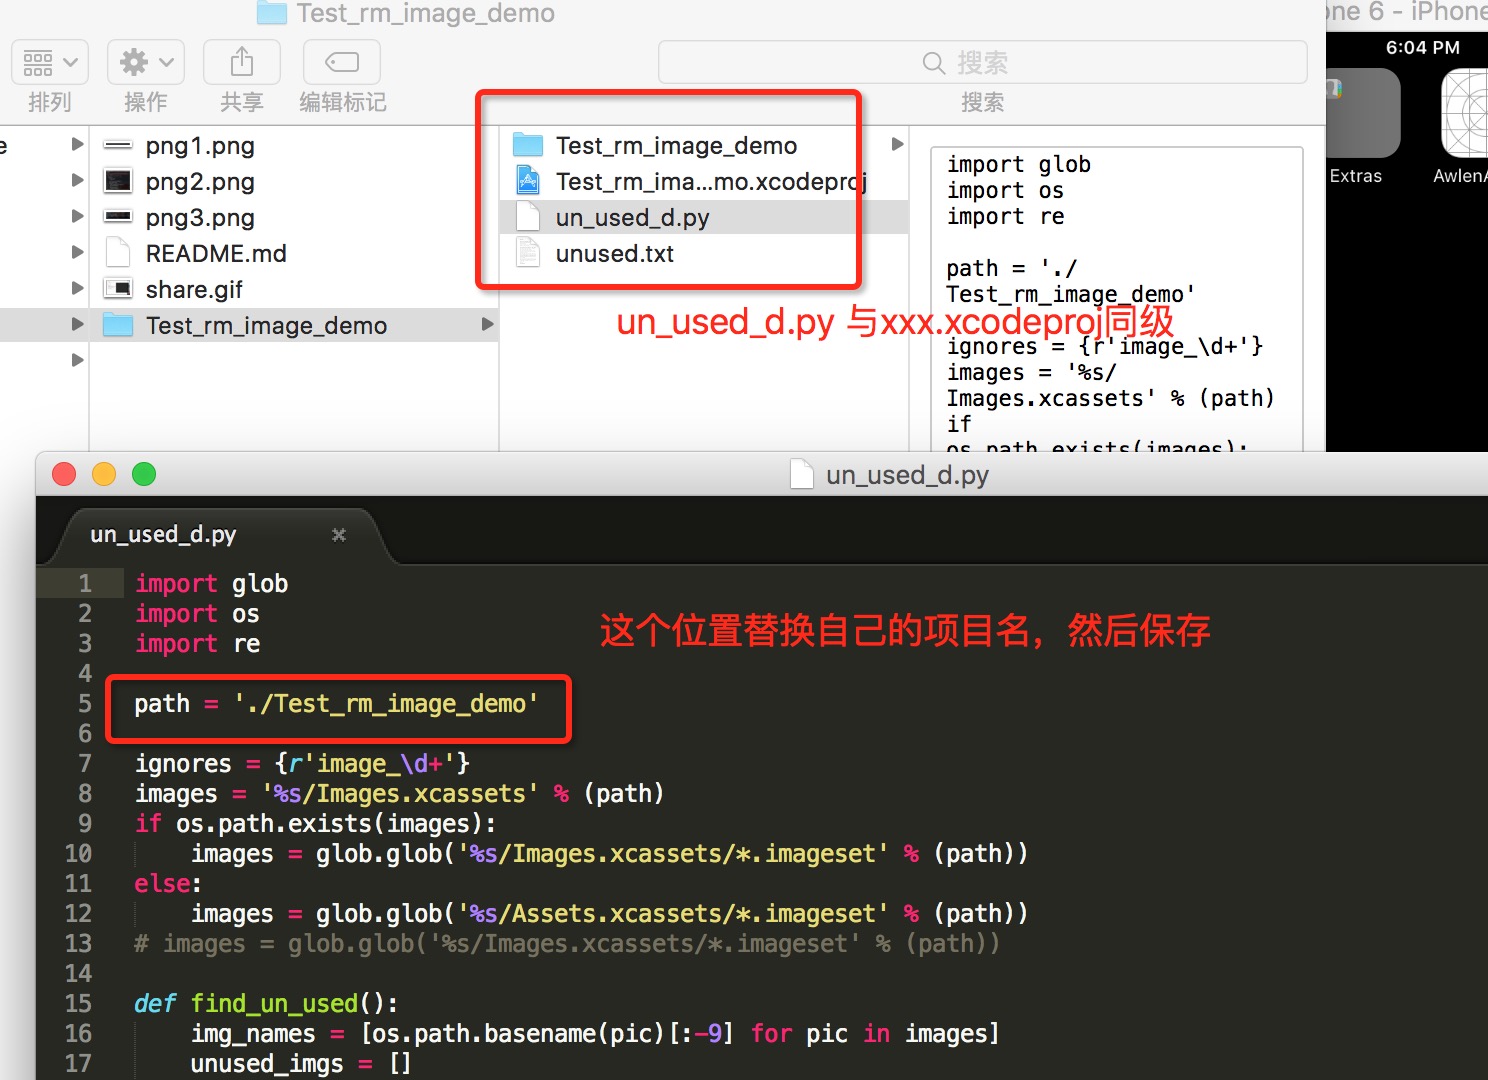 Test_rm_image_demo
排列
操作
共享
编辑标记
搜索
搜索
one 6 - iPhone
6:04 PM
Extras
AwlenA
e
png1.png
png2.png
png3.png
README.md
share.gif
Test_rm_image_demo
Test_rm_image_demo
Test_rm_ima...mo.xcodeproj
un_used_d.py
unused.txt
un_used_d.py 与xxx.xcodeproj同级
import glob
import os
import re
path = './
Test_rm_image_demo'
ignores = {r'image_\d+'}
images = '%s/
Images.xcassets' % (path)
if
os.path.exists(images):
un_used_d.py
un_used_d.py
这个位置替换自己的项目名，然后保存
1 import glob
2 import os
3 import re
4
5 path = './Test_rm_image_demo'
6
7 ignores = {r'image_\d+'}
8 images = '%s/Images.xcassets' % (path)
9 if os.path.exists(images):
10     images = glob.glob('%s/Images.xcassets/*.imageset' % (path))
11 else:
12     images = glob.glob('%s/Assets.xcassets/*.imageset' % (path))
13 # images = glob.glob('%s/Images.xcassets/*.imageset' % (path))
14
15 def find_un_used():
16     img_names = [os.path.basename(pic)[:-9] for pic in images]
17     unused_imgs = []